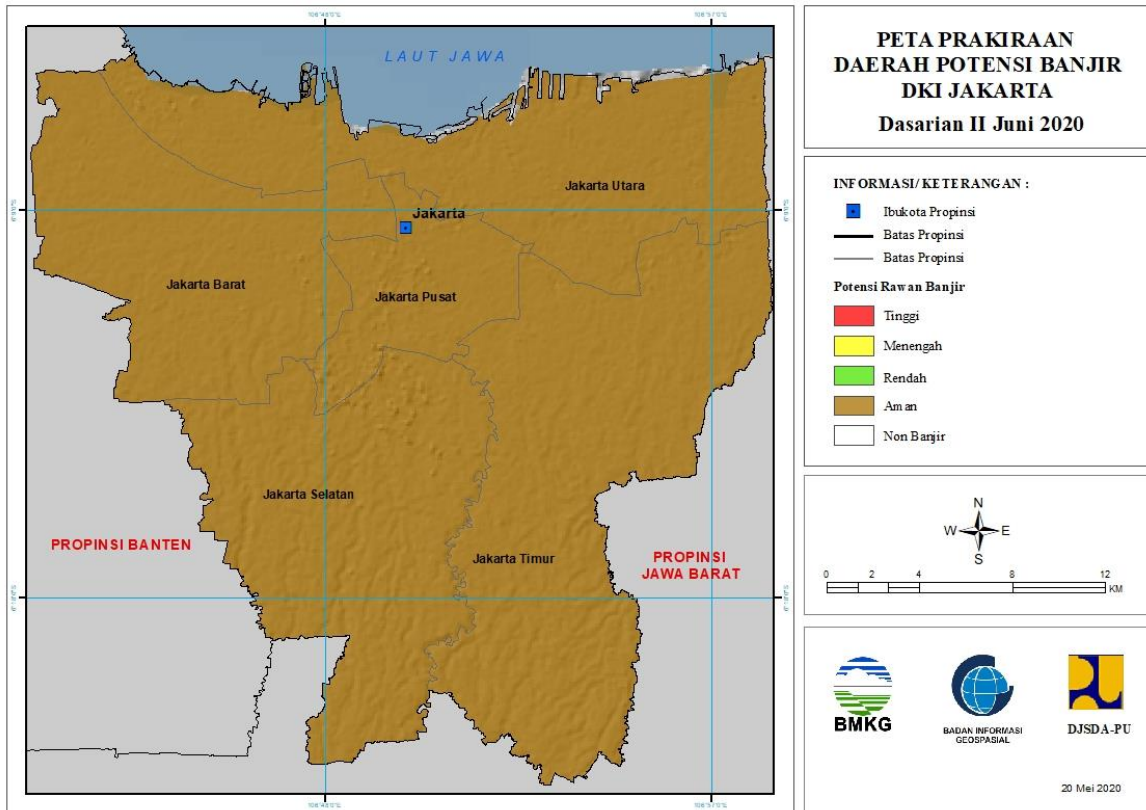 PETA PRAKIRAAN
DAERAH POTENSI BANJIR
DKI JAKARTA
Dasarian II Juni 2020
LAUT JAWA
Jakarta Utara
Jakarta
Jakarta Barat
Jakarta Pusat
Jakarta Selatan
Jakarta Timur
PROPINSI BANTEN
PROPINSI
JAWA BARAT
INFORMASI/ KETERANGAN :
Ibukota Propinsi
Batas Propinsi
Batas Propinsi
Potensi Rawan Banjir
Tinggi
Menengah
Rendah
Aman
Non Banjir
N
W E
S
0 2 4 8 12
KM
BMKG
BADAN INFORMASI
GEOSPASIAL
DJSDA-PU
20 Mei 2020